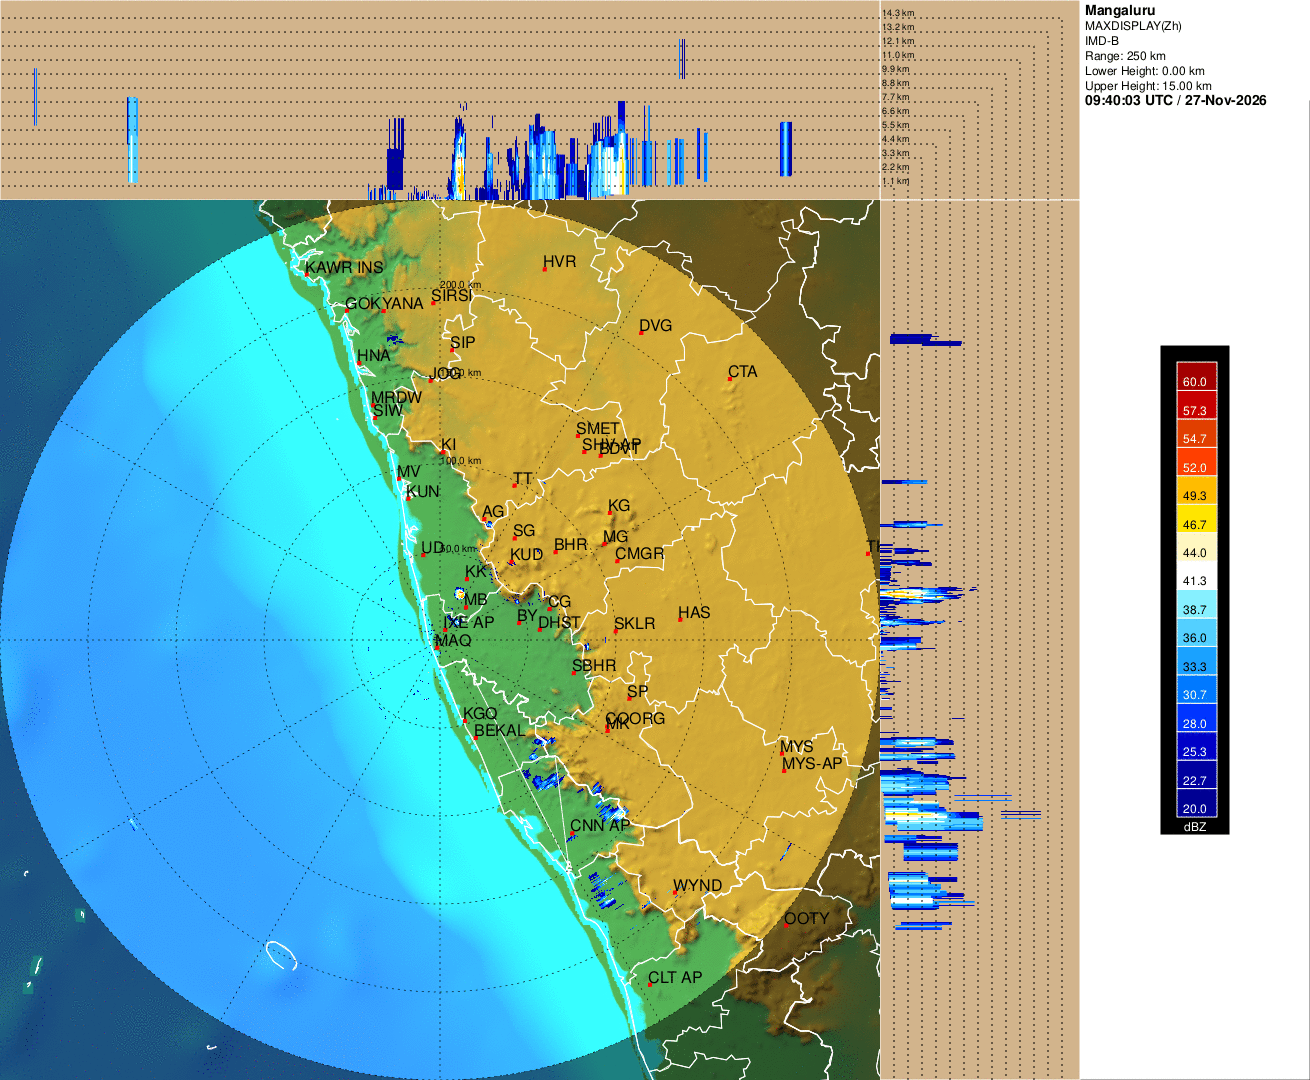 Mangaluru
MAXDISPLAY(Zh)
IMD-B
Range: 250 km
Lower Height: 0.00 km
Upper Height: 15.00 km
09:40:03 UTC / 27-Nov-2026
14.3 km
13.2 km
12.1 km
11.0 km
9.9 km
8.8 km
7.7 km
6.6 km
5.5 km
4.4 km
3.3 km
2.2 km
1.1 km
KAWR INS
HVR
200.0 km
SIRSI
GOKYANA
DVG
SIP
HNA
JOG
CTA
MRDW
SIW
SMET
KI
SHV-AP
BDVT
100.0 km
MV
TT
KUN
KG
AG
SG
MG
UD
50.0 km
KUD
BHR
CMGR
KK
MB
CG
HAS
IXE AP
BY
DHST
SKLR
MAQ
SBHR
SP
KGQ
COORG
MK
BEKAL
MYS
MYS-AP
CNN AP
WYND
OOTY
CLT AP
60.0
57.3
54.7
52.0
49.3
46.7
44.0
41.3
38.7
36.0
33.3
30.7
28.0
25.3
22.7
20.0
dBZ